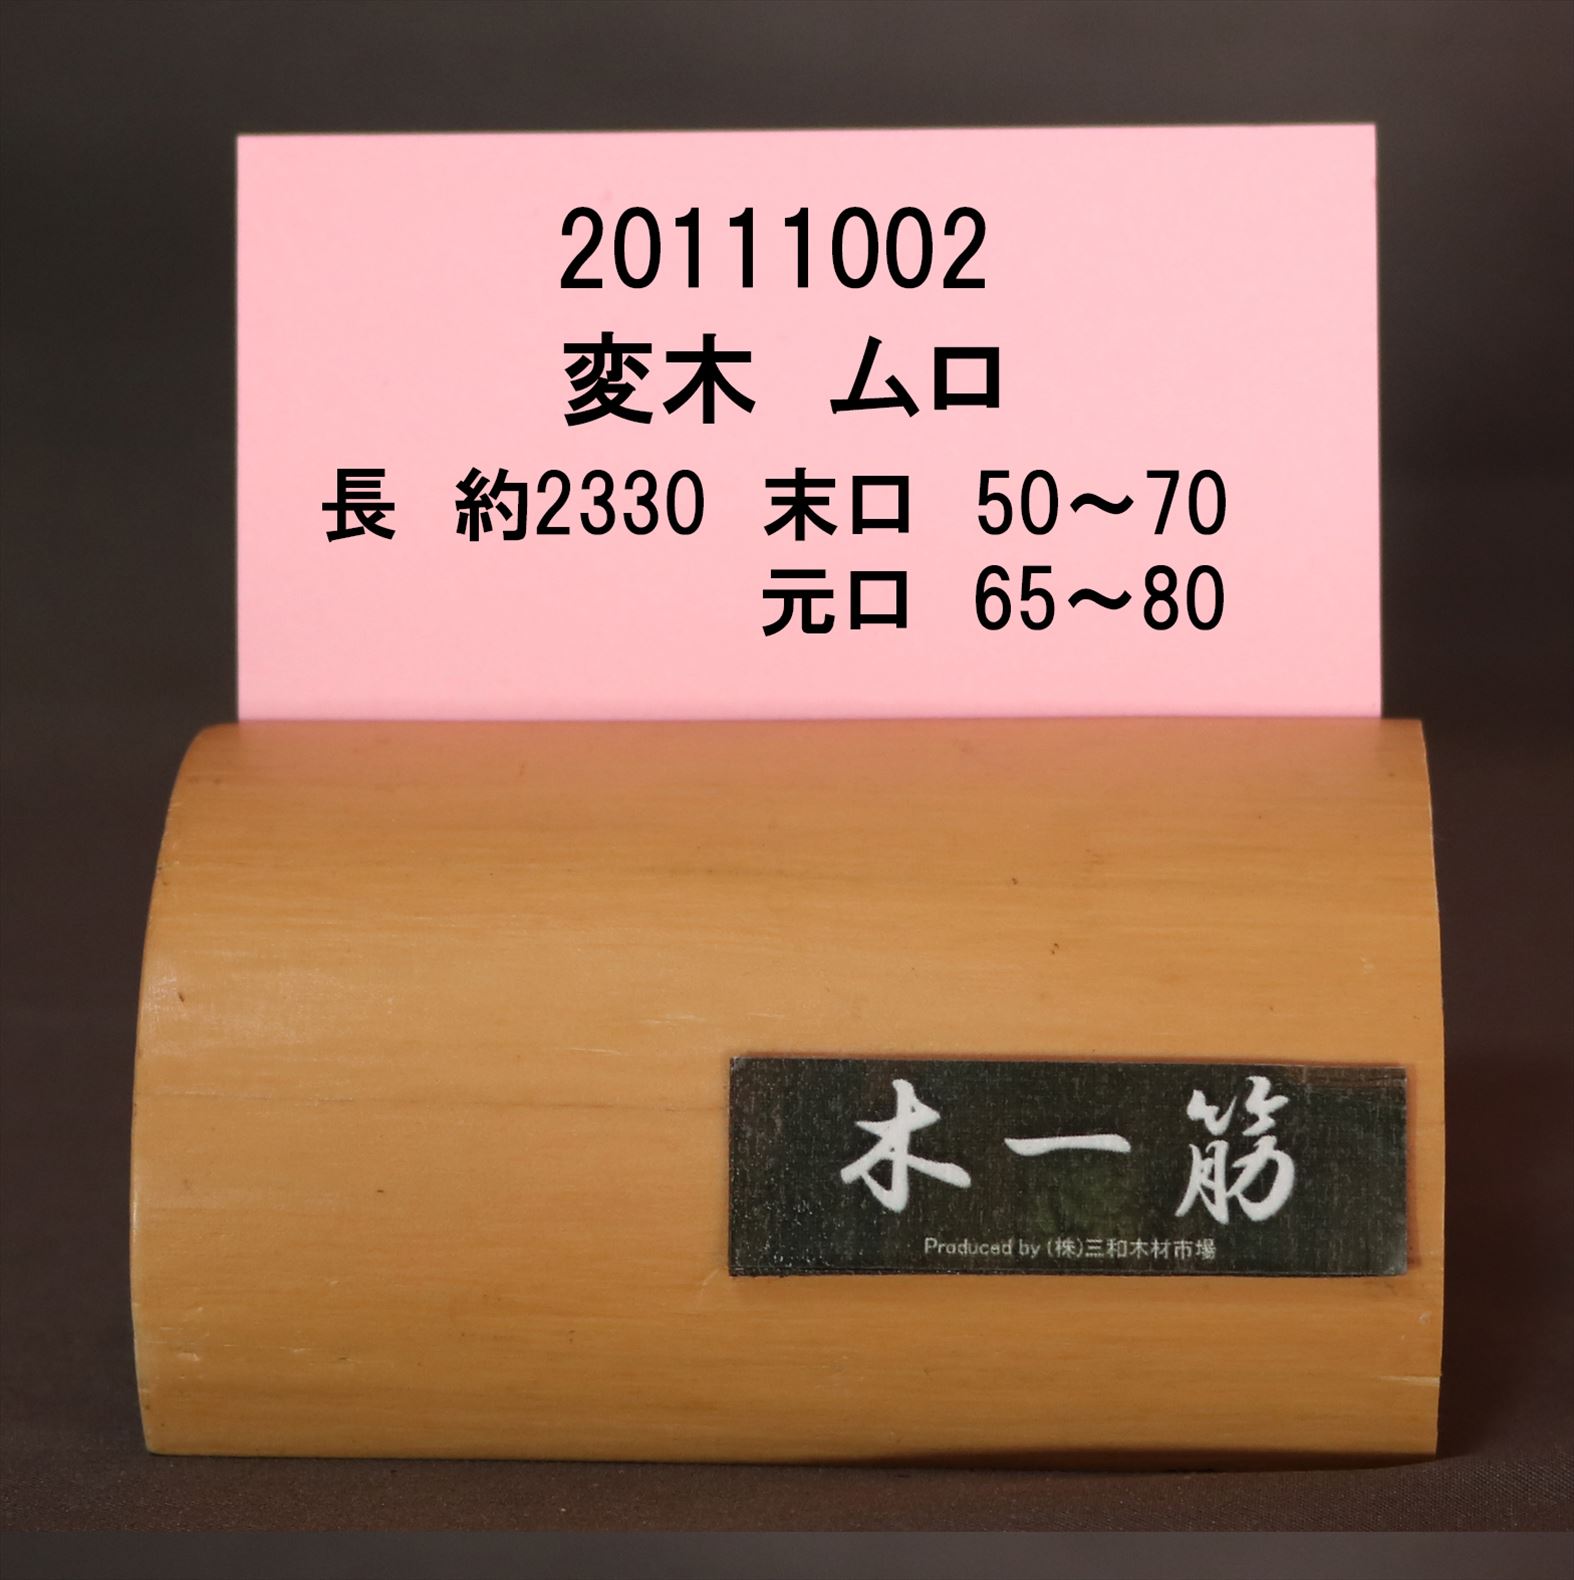 20111002
変木　ムロ
長　約2330　末口　50～70
元口　65～80
木一筋
Produced by (株)三和木材市場